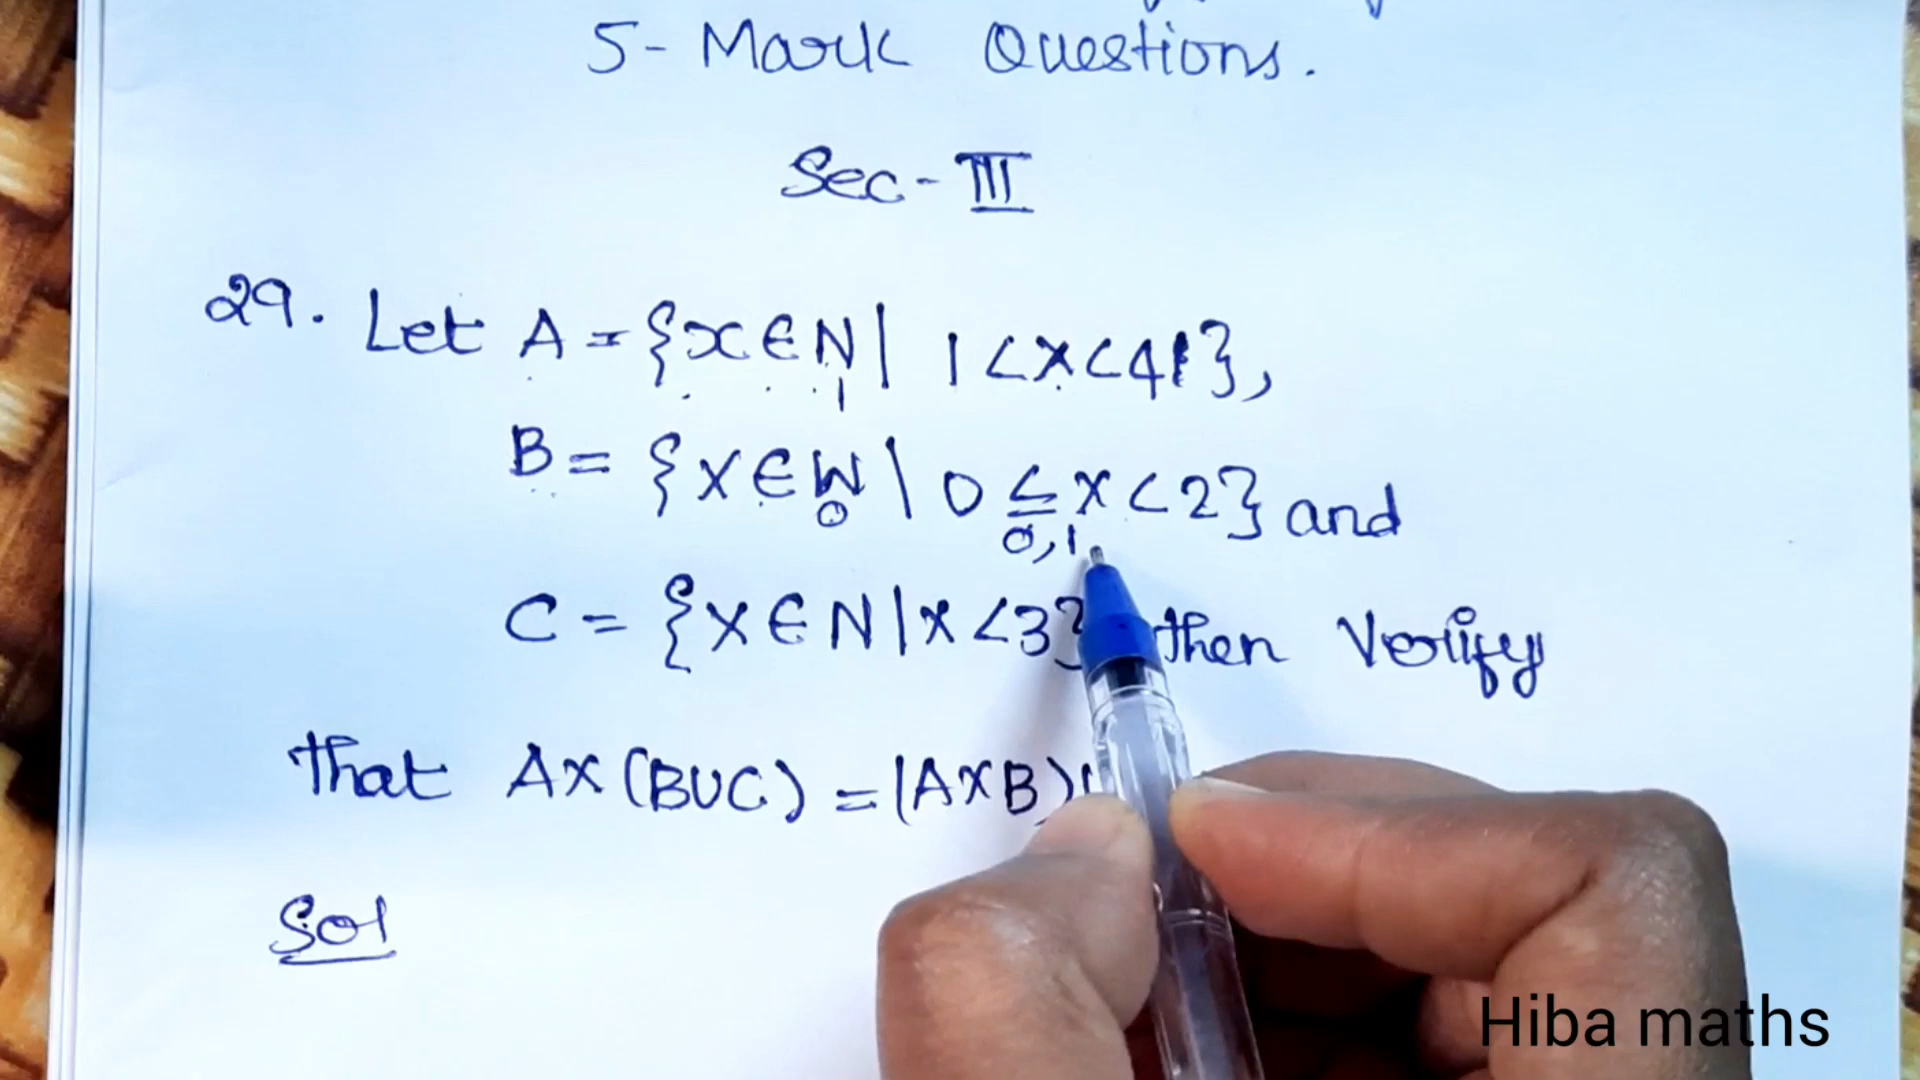 5- Mark Questions.
Sec - III
29. Let A = {x∈N| 1<x<4},
B = {x∈W| 0≤x<2} and
0
0,1
C = {x∈N|x<3} then Verify
that A×(B∪C) = (A×B)
Sol
Hiba maths